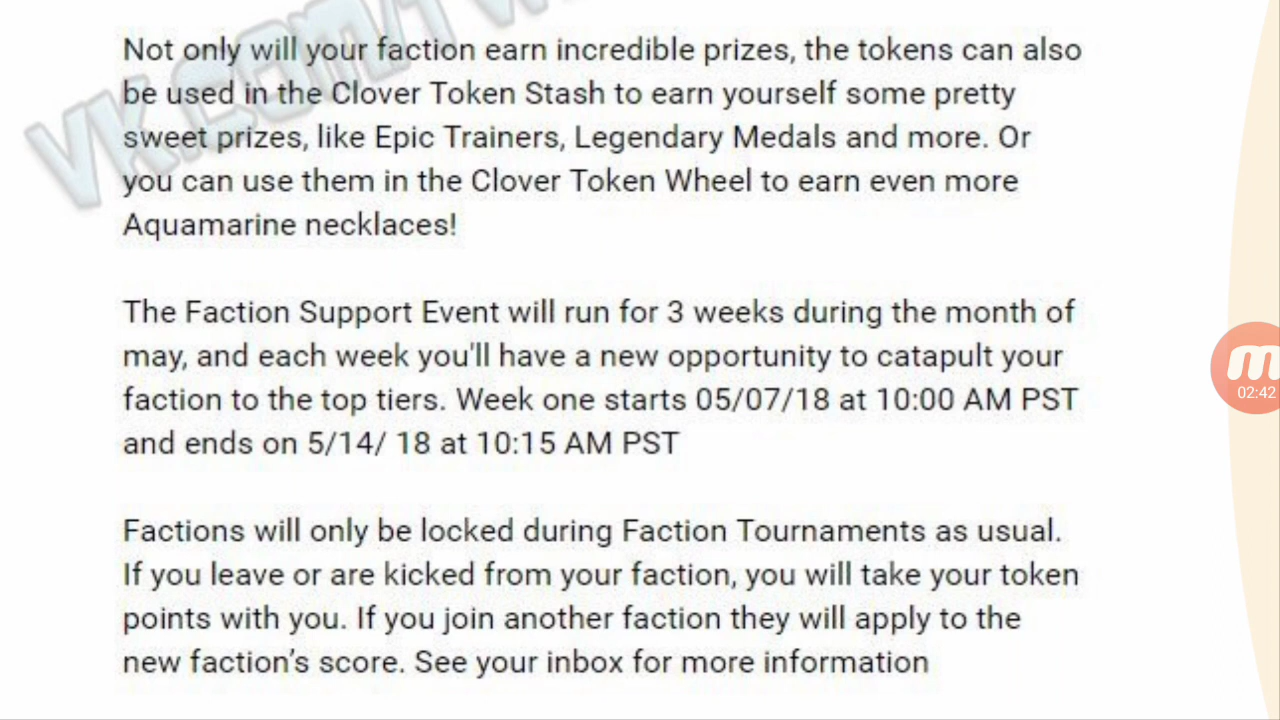 vk.com/
Not only will your faction earn incredible prizes, the tokens can also
be used in the Clover Token Stash to earn yourself some pretty
sweet prizes, like Epic Trainers, Legendary Medals and more. Or
you can use them in the Clover Token Wheel to earn even more
Aquamarine necklaces!
The Faction Support Event will run for 3 weeks during the month of
may, and each week you'll have a new opportunity to catapult your
faction to the top tiers. Week one starts 05/07/18 at 10:00 AM PST
and ends on 5/14/ 18 at 10:15 AM PST
Factions will only be locked during Faction Tournaments as usual.
If you leave or are kicked from your faction, you will take your token
points with you. If you join another faction they will apply to the
new faction's score. See your inbox for more information
02:42